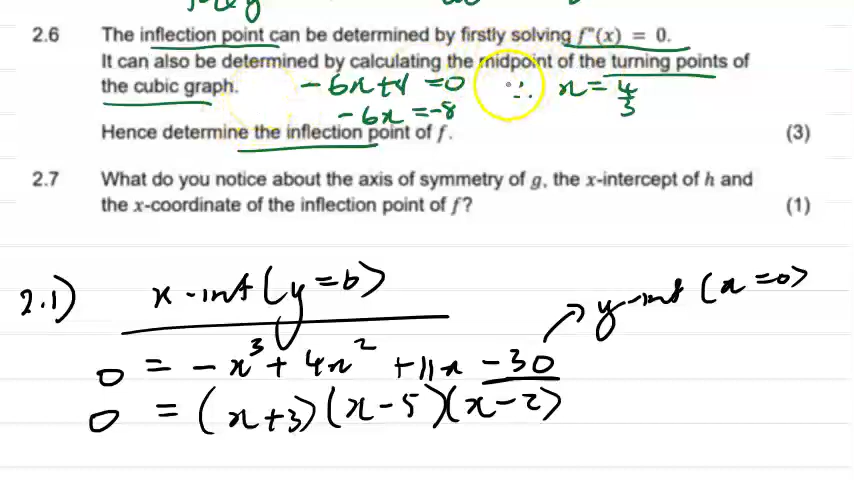 2.6 The inflection point can be determined by firstly solving f"(x) = 0.
It can also be determined by calculating the midpoint of the turning points of
the cubic graph. -6x+4 =0 ∴ x = 4/3
-6x = -8
Hence determine the inflection point of f. (3)
2.7 What do you notice about the axis of symmetry of g, the x-intercept of h and
the x-coordinate of the inflection point of f? (1)
2.1) x-int (y=0)
y-int (x=0)
0 = -x³ + 4x² + 11x - 30
0 = (x+3)(x-5)(x-2)